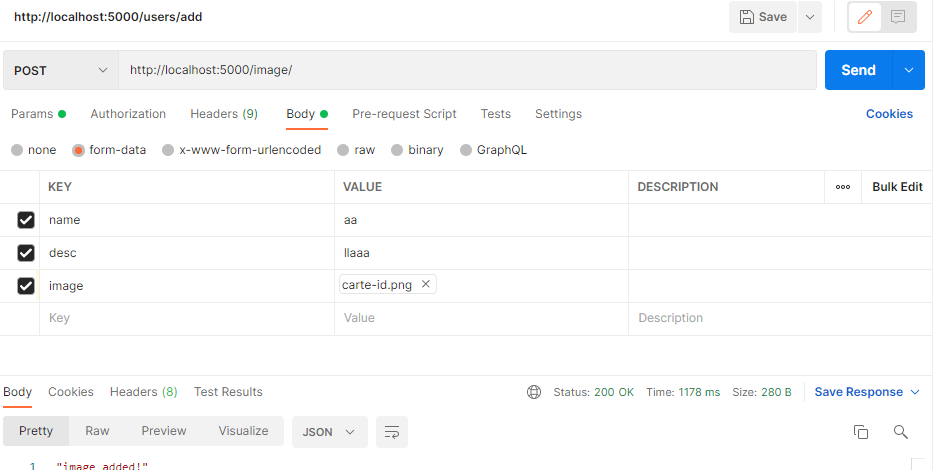 http://localhost:5000/users/add Save
POST http://localhost:5000/image/ Send
Params Authorization Headers (9) Body Pre-request Script Tests Settings Cookies
none form-data x-www-form-urlencoded raw binary GraphQL
KEY VALUE DESCRIPTION ooo Bulk Edit
name aa
desc llaaa
image carte-id.png ×
Key Value Description
Body Cookies Headers (8) Test Results Status: 200 OK Time: 1178 ms Size: 280 B Save Response
Pretty Raw Preview Visualize JSON
1 "image added!"